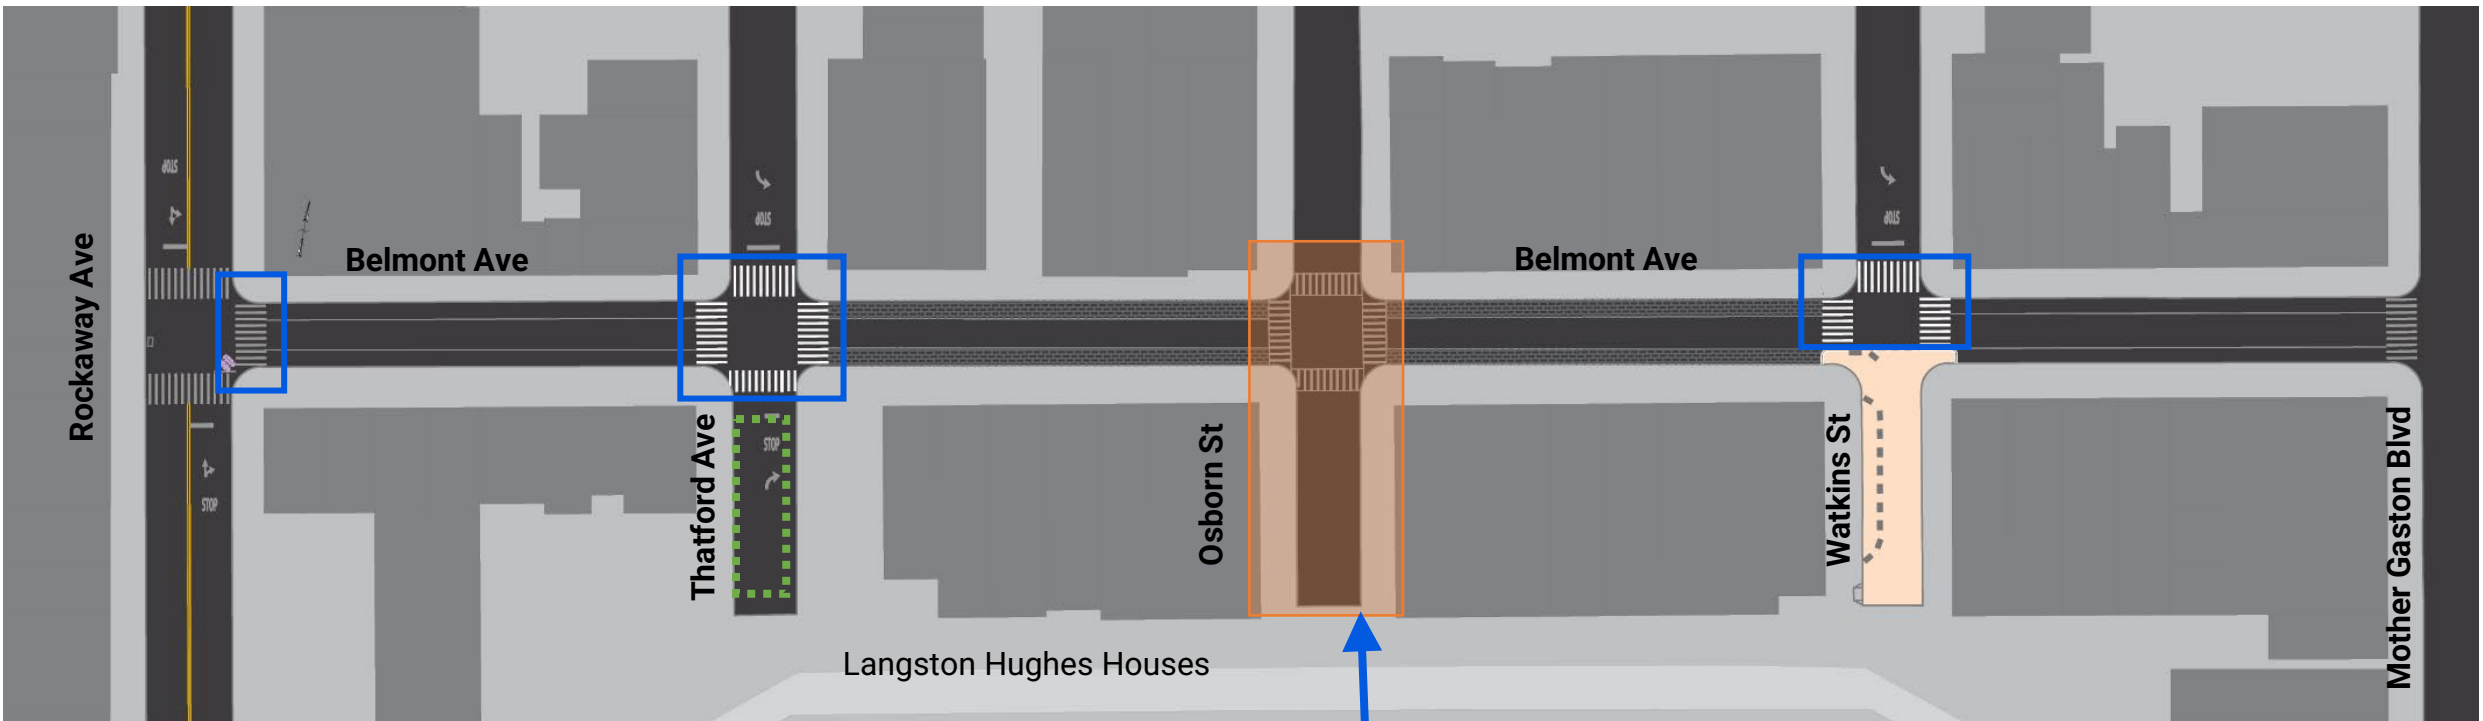 STOP
Rockaway Ave
Belmont Ave
STOP
STOP
Thatford Ave
STOP
Osborn St
Belmont Ave
STOP
Watkins St
Mother Gaston Blvd
Langston Hughes Houses